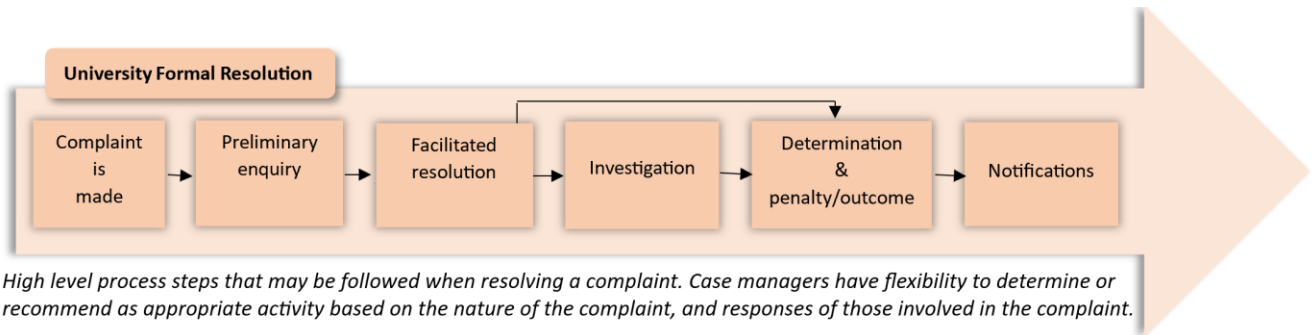 University Formal Resolution
Complaint
is
made
Preliminary
enquiry
Facilitated
resolution
Investigation
Determination
&
penalty/outcome
Notifications
High level process steps that may be followed when resolving a complaint. Case managers have flexibility to determine or
recommend as appropriate activity based on the nature of the complaint, and responses of those involved in the complaint.